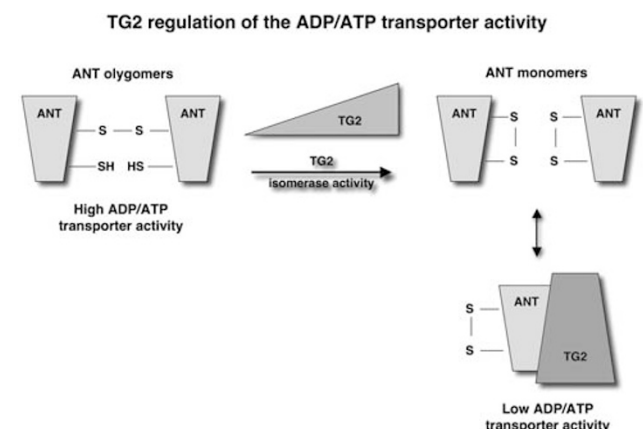 TG2 regulation of the ADP/ATP transporter activity
ANT olygomers
ANT
ANT
S
S
SH
HS
High ADP/ATP
transporter activity
TG2
TG2
isomerase activity
ANT monomers
ANT
ANT
S
S
S
S
S
S
ANT
TG2
Low ADP/ATP
transporter activity